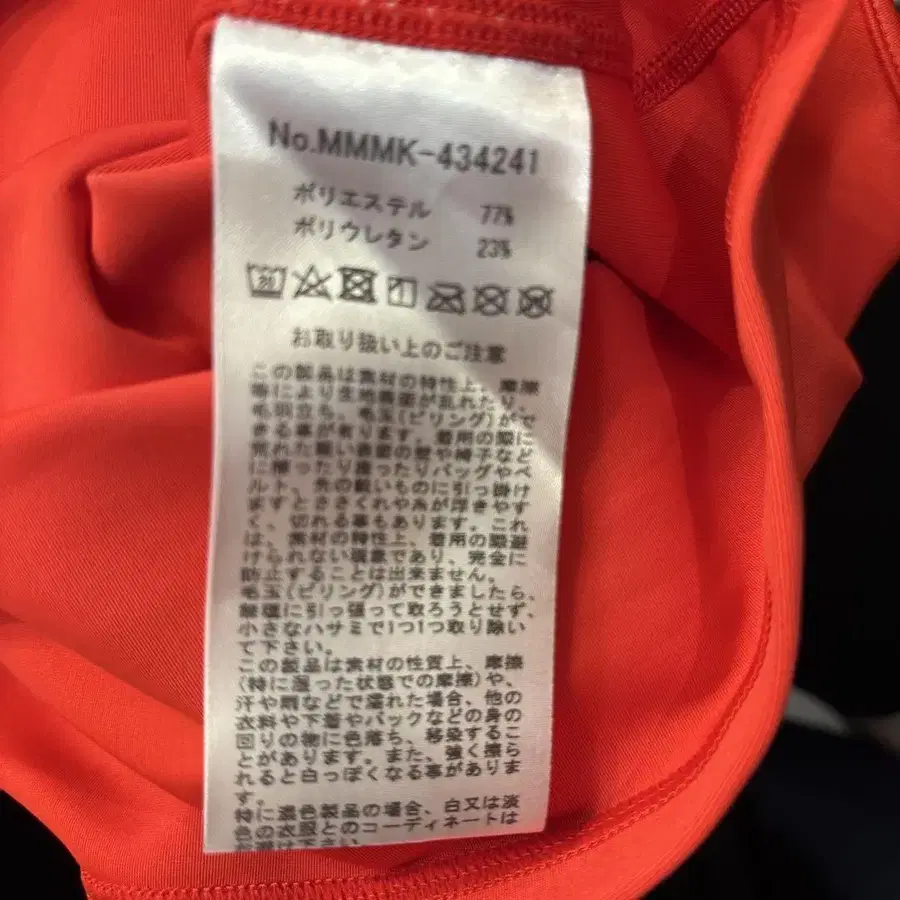 No.MMMK-434241
ポリエステル 77%
ポリウレタン 23%
30
お取り扱い上のご注意
この製品は素材の特性上、摩擦
等により生地表面が乱れたり、
毛羽立ち、毛玉(ピリング)がで
きる事が有ります。着用の際に
荒れた粗い表面の壁や椅子など
に擦ったり座ったりバッグやベ
ルト、先の鋭いものに引っ掛け
ますとささくれや糸が浮きやす
く、切れる事もあります。これ
は、素材の特性上、着用の際避
けられない現象であり、完全に
防止することは出来ません。
毛玉(ピリング)ができましたら、
無理に引っ張って取ろうとせず、
小さなハサミで1つ1つ取り除い
て下さい。
この製品は素材の性質上、摩擦
(特に湿った状態での摩擦)や、
汗や雨などで濡れた場合、他の
衣料や下着やバックなどの身の
回りの物に色落ち、移染するこ
とがあります。また、強く擦ら
れると白っぽくなる事がありま
す。
特に濃色製品の場合、白又は淡
色の衣服とのコーディネートは
お避け下さい。